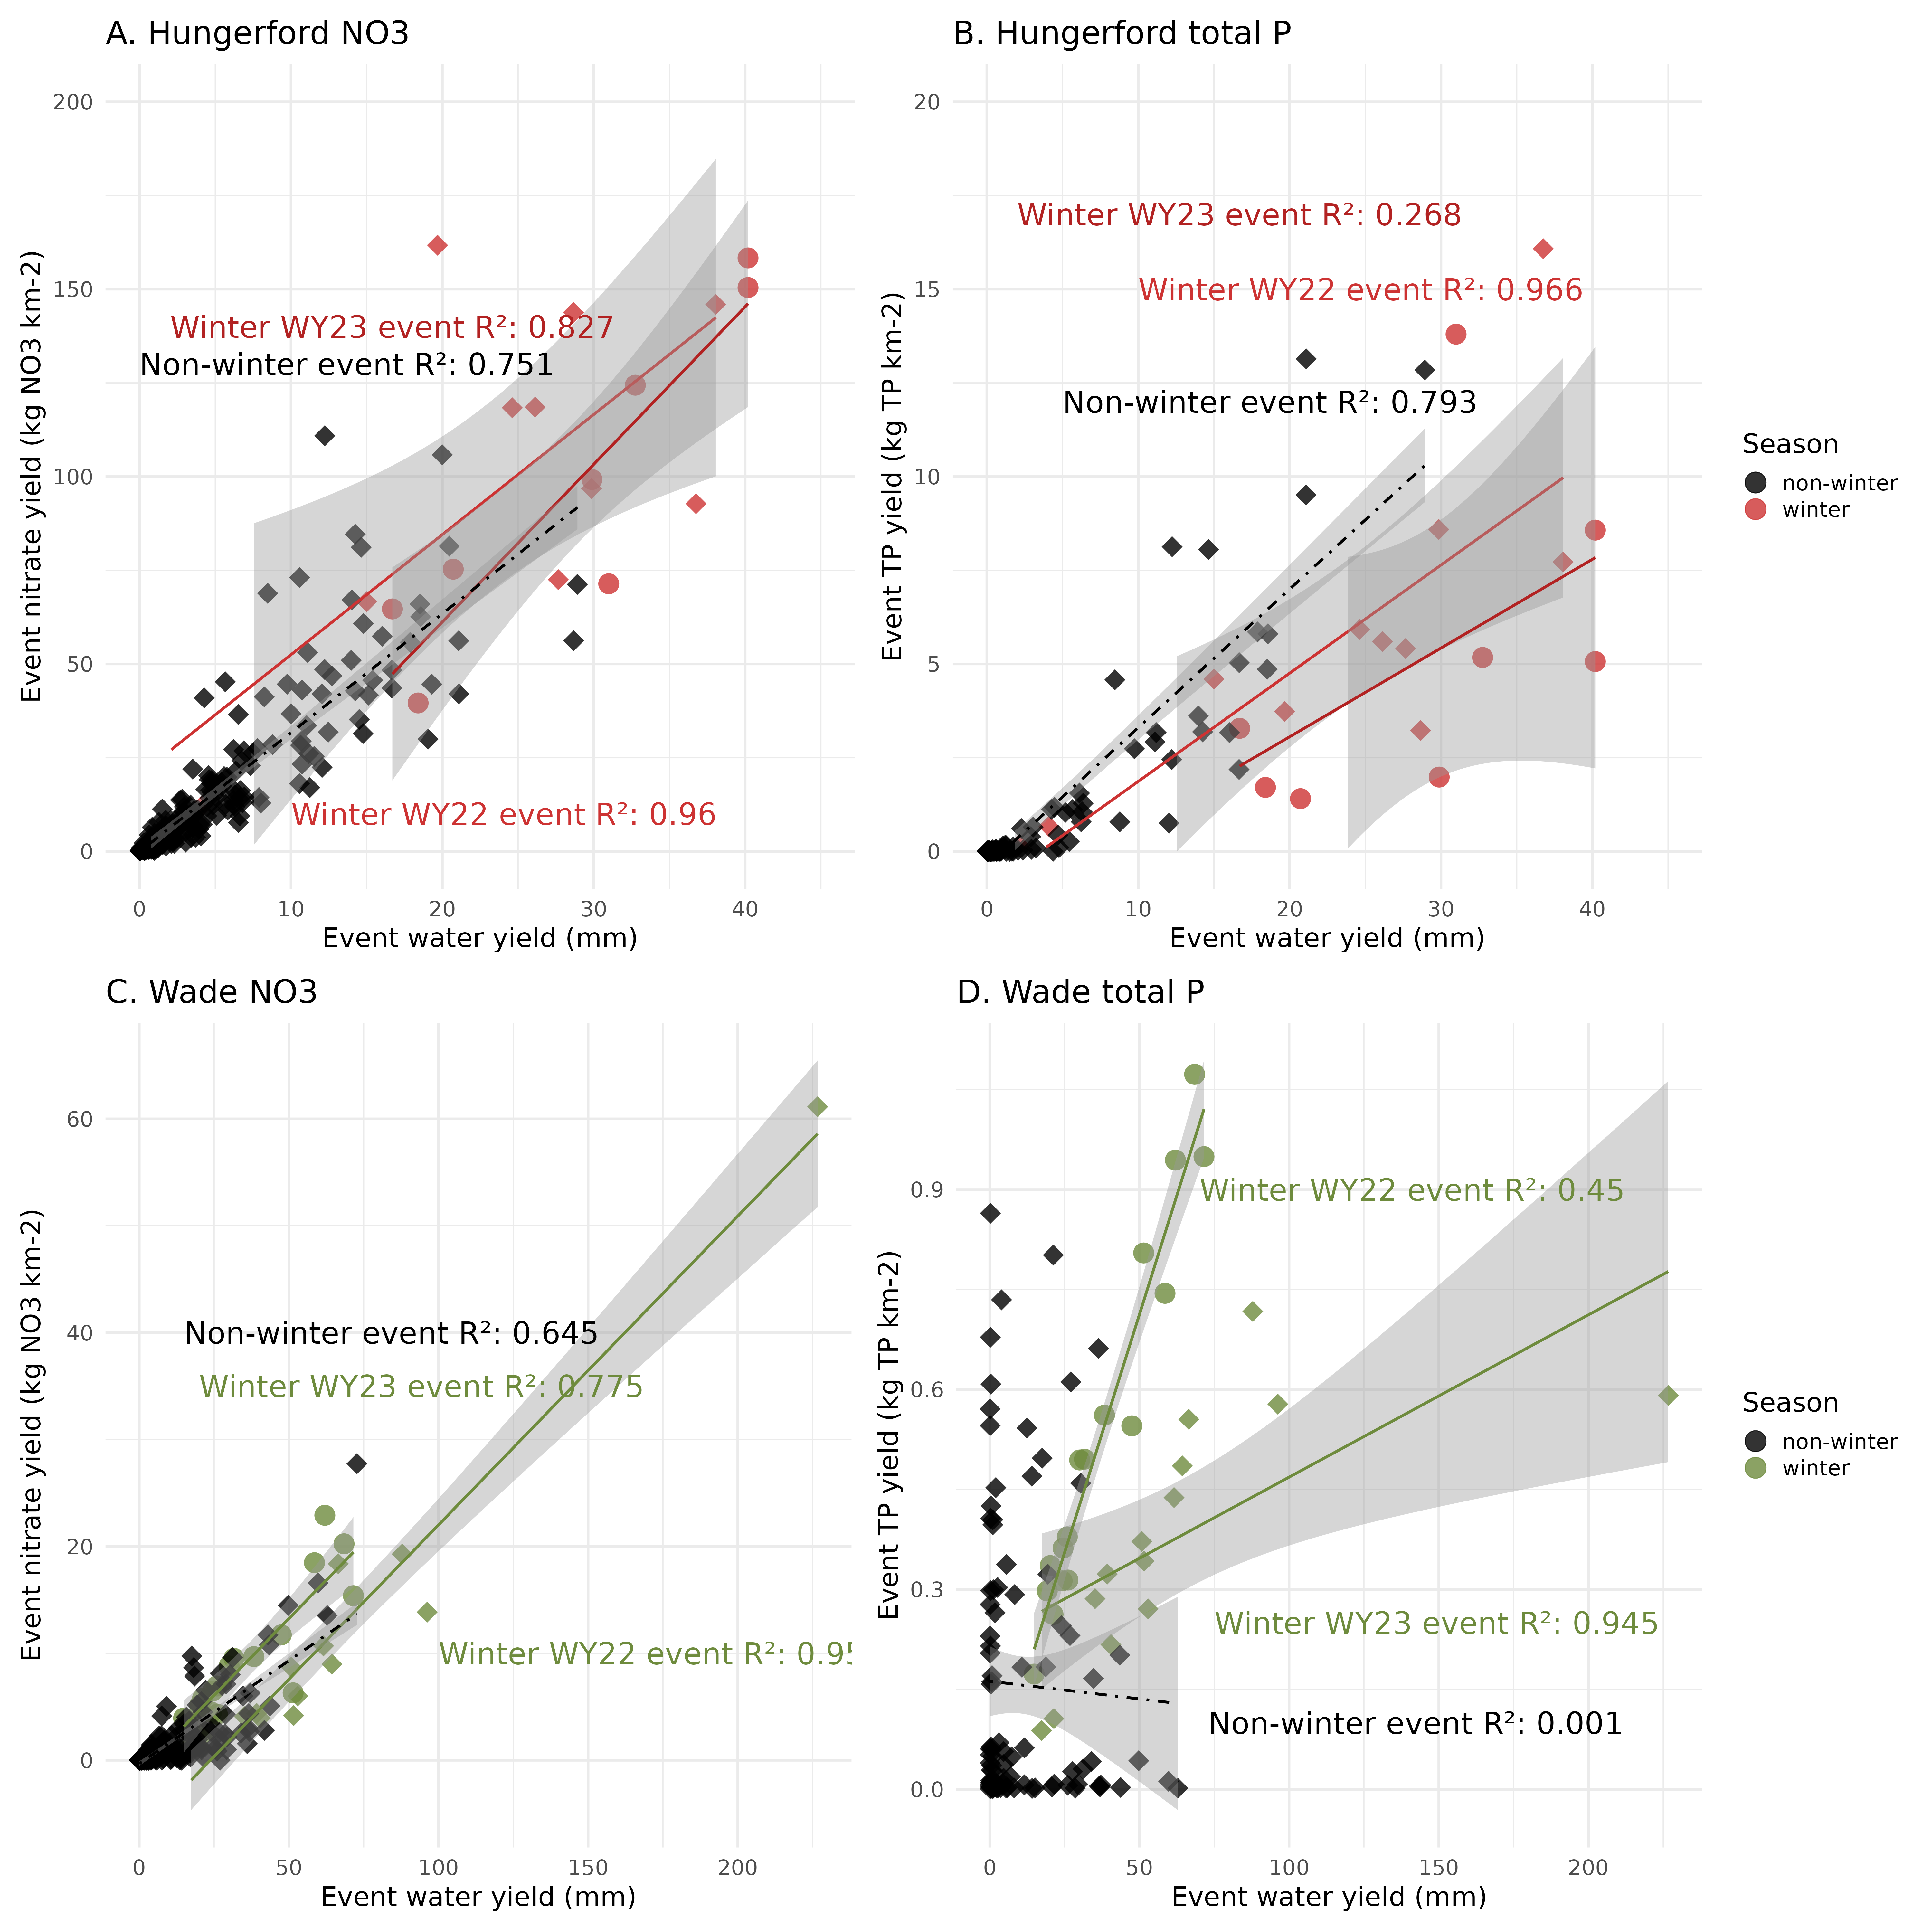 A. Hungerford NO3
Event nitrate yield (kg NO3 km-2)
200
150
100
50
0
Winter WY23 event R²: 0.827
Non-winter event R²: 0.751
Winter WY22 event R²: 0.96
0 10 20 30 40
Event water yield (mm)
B. Hungerford total P
Event TP yield (kg TP km-2)
20
15
10
5
0
Winter WY23 event R²: 0.268
Winter WY22 event R²: 0.966
Non-winter event R²: 0.793
0 10 20 30 40
Event water yield (mm)
Season
non-winter
winter
C. Wade NO3
Event nitrate yield (kg NO3 km-2)
60
40
20
0
Non-winter event R²: 0.645
Winter WY23 event R²: 0.775
Winter WY22 event R²: 0.95
0 50 100 150 200
Event water yield (mm)
D. Wade total P
Event TP yield (kg TP km-2)
0.9
0.6
0.3
0.0
Winter WY22 event R²: 0.45
Winter WY23 event R²: 0.945
Non-winter event R²: 0.001
0 50 100 150 200
Event water yield (mm)
Season
non-winter
winter